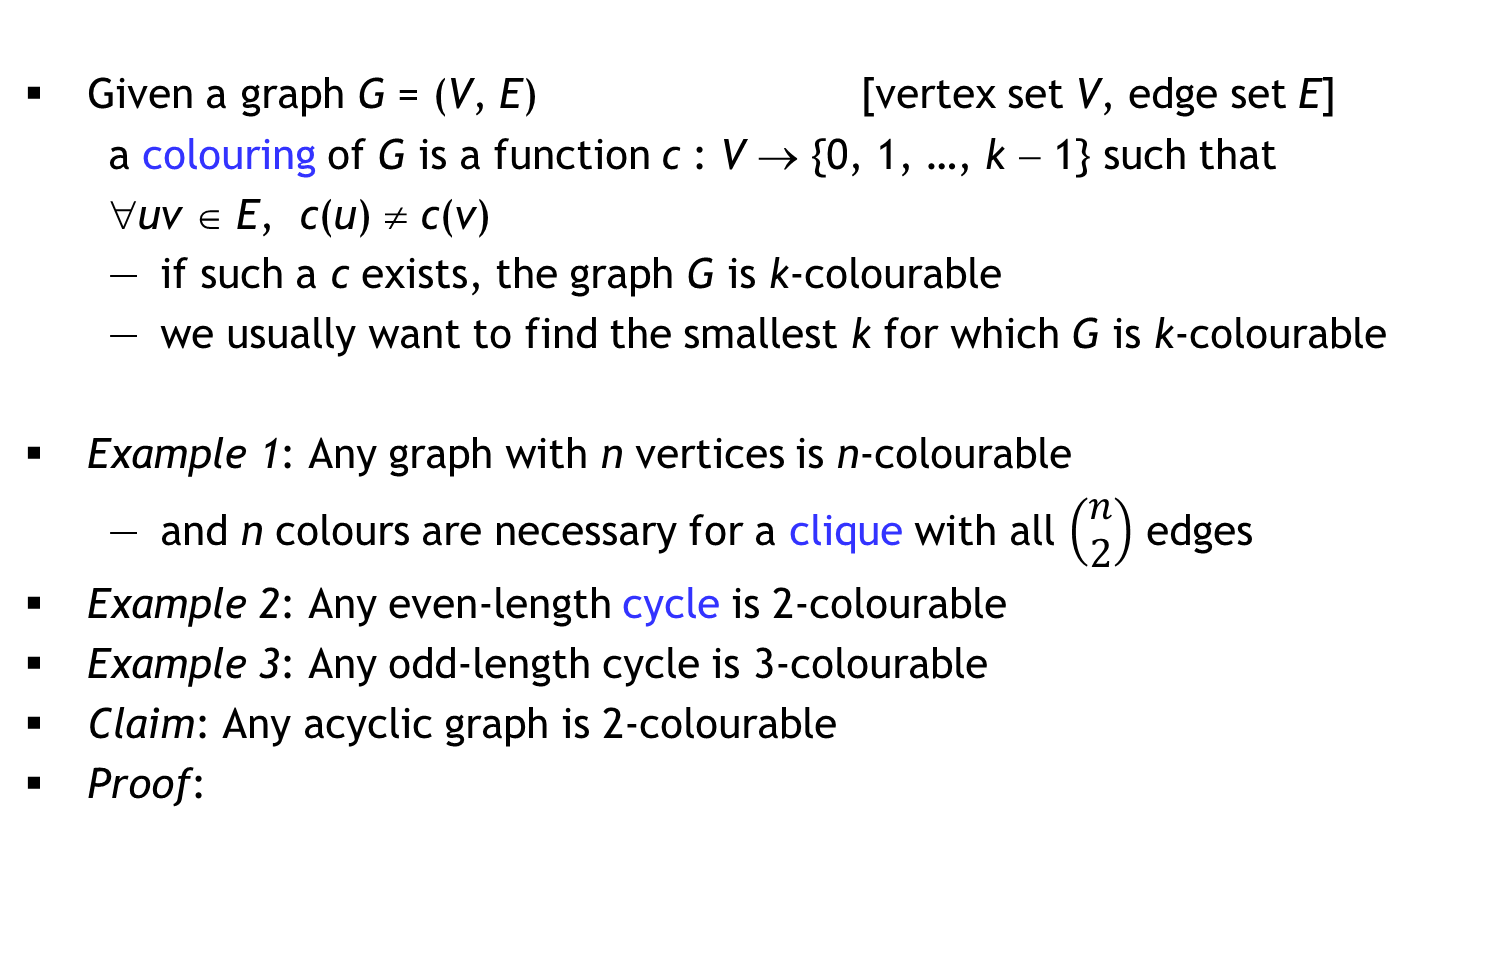 ▪ Given a graph G = (V, E) [vertex set V, edge set E]
a colouring of G is a function c : V → {0, 1, …, k – 1} such that
∀uv ∈ E, c(u) ≠ c(v)
— if such a c exists, the graph G is k-colourable
— we usually want to find the smallest k for which G is k-colourable
▪ Example 1: Any graph with n vertices is n-colourable
— and n colours are necessary for a clique with all (n 2) edges
▪ Example 2: Any even-length cycle is 2-colourable
▪ Example 3: Any odd-length cycle is 3-colourable
▪ Claim: Any acyclic graph is 2-colourable
▪ Proof: